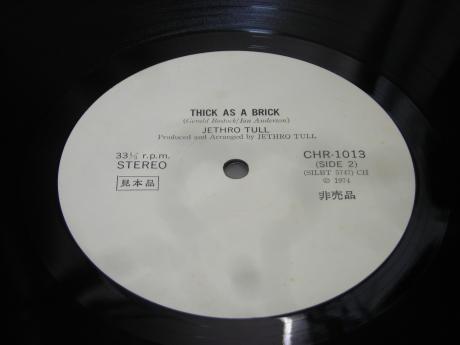 THICK AS A BRICK
(Gerald Bostock/Ian Anderson)
JETHRO TULL
Produced and Arranged by JETHRO TULL
33⅓ r.p.m.
STEREO
見本品
CHR-1013
(SIDE 2)
(SILBT 5747) CH
© 1974
非売品